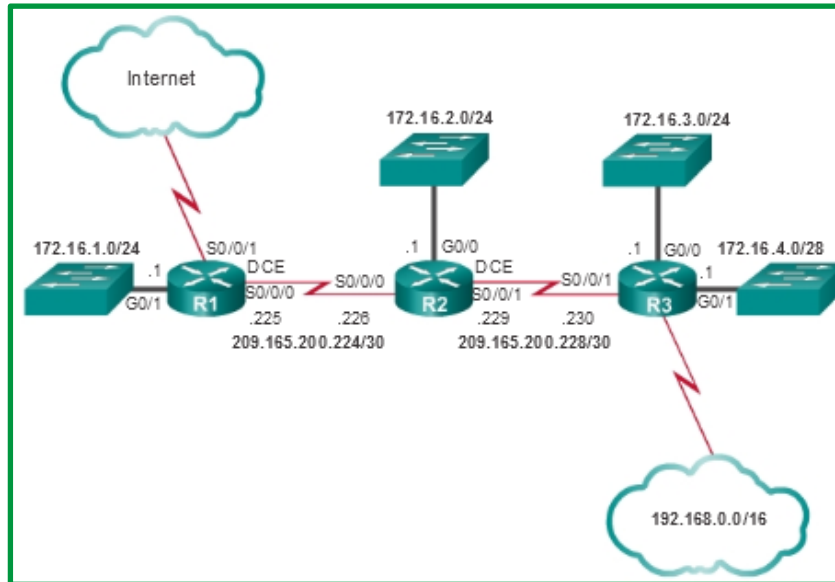 Internet
172.16.2.0/24
172.16.3.0/24
172.16.1.0/24
S0/0/1
.1
G0/0
.1
G0/0
172.16.4.0/28
.1
DCE
S0/0/0
DCE
S0/0/1
.1
G0/1
R1
S0/0/0
R2
S0/0/1
R3
G0/1
.225
.226
.229
.230
209.165.200.224/30
209.165.200.228/30
192.168.0.0/16